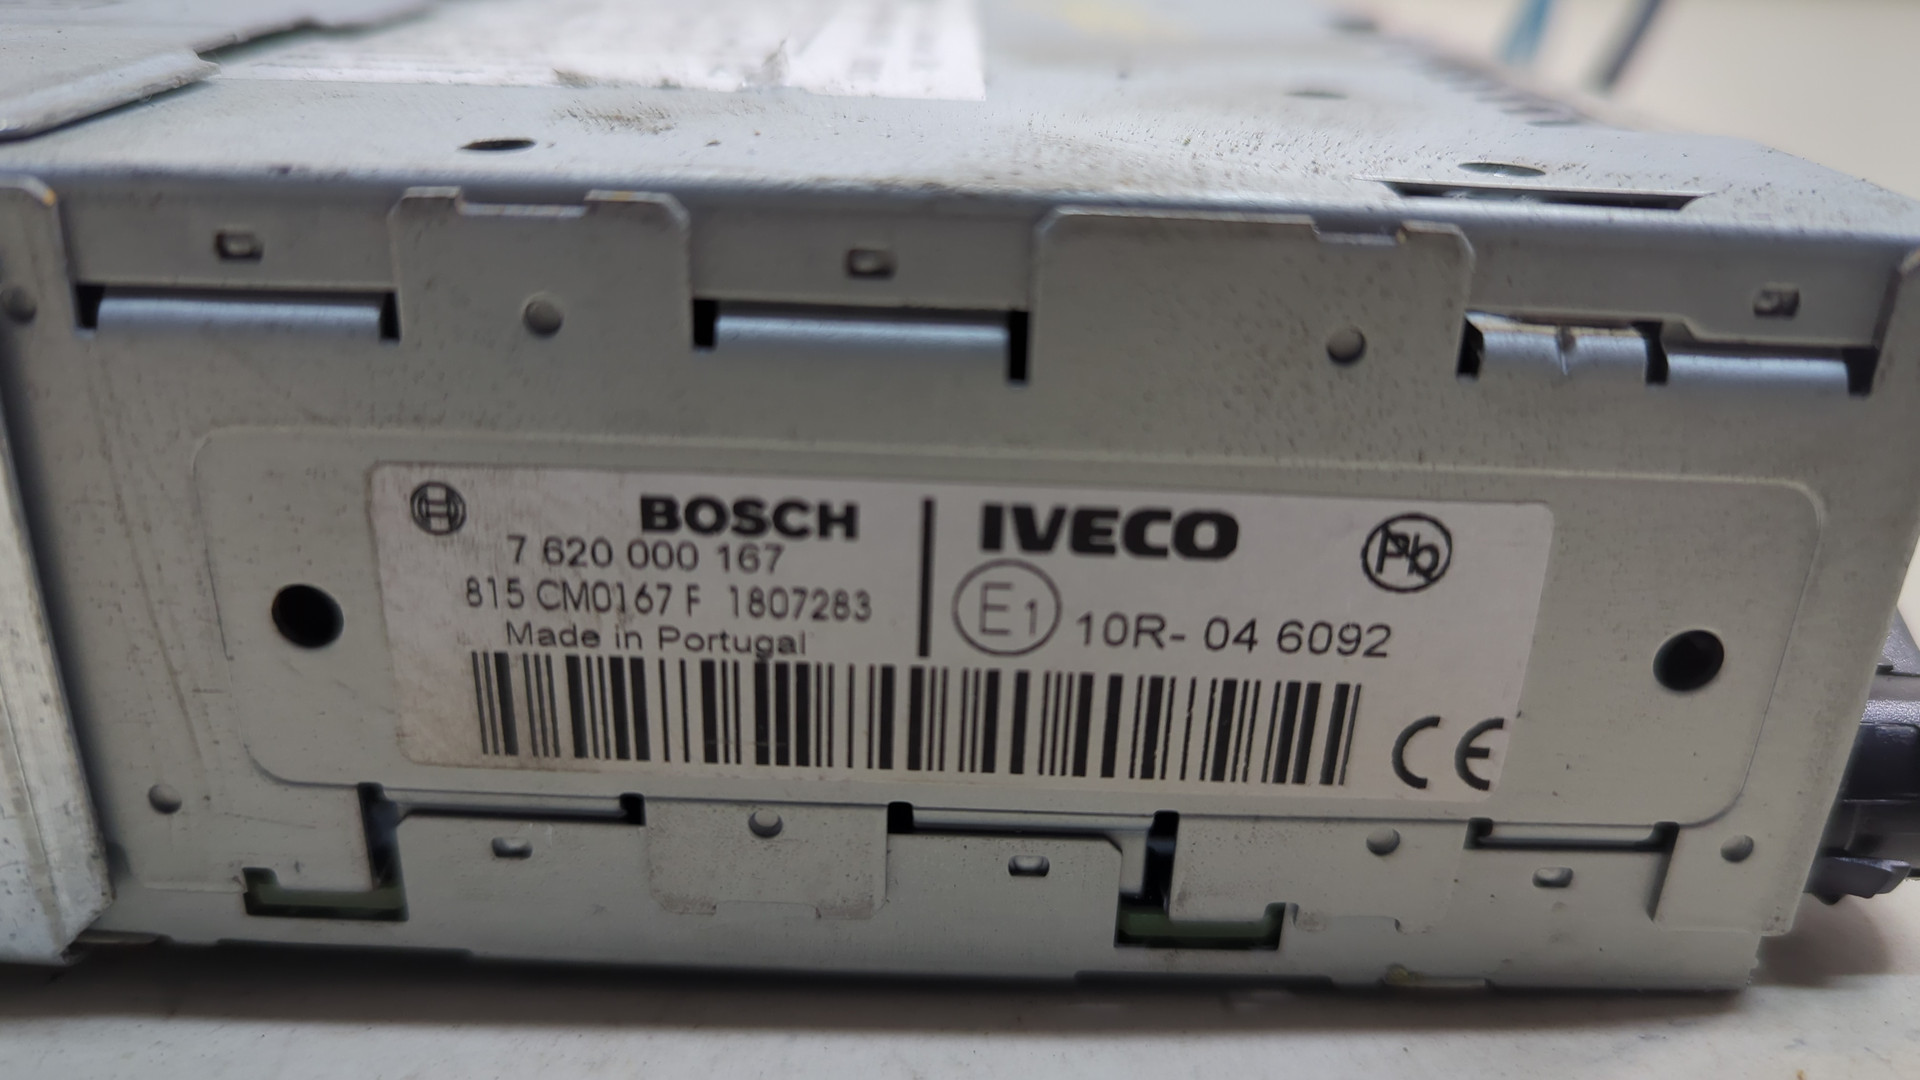 BOSCH
7 620 000 167
815 CM0167 F 1807283
Made in Portugal
IVECO
Pb
E1 10R- 04 6092
CE